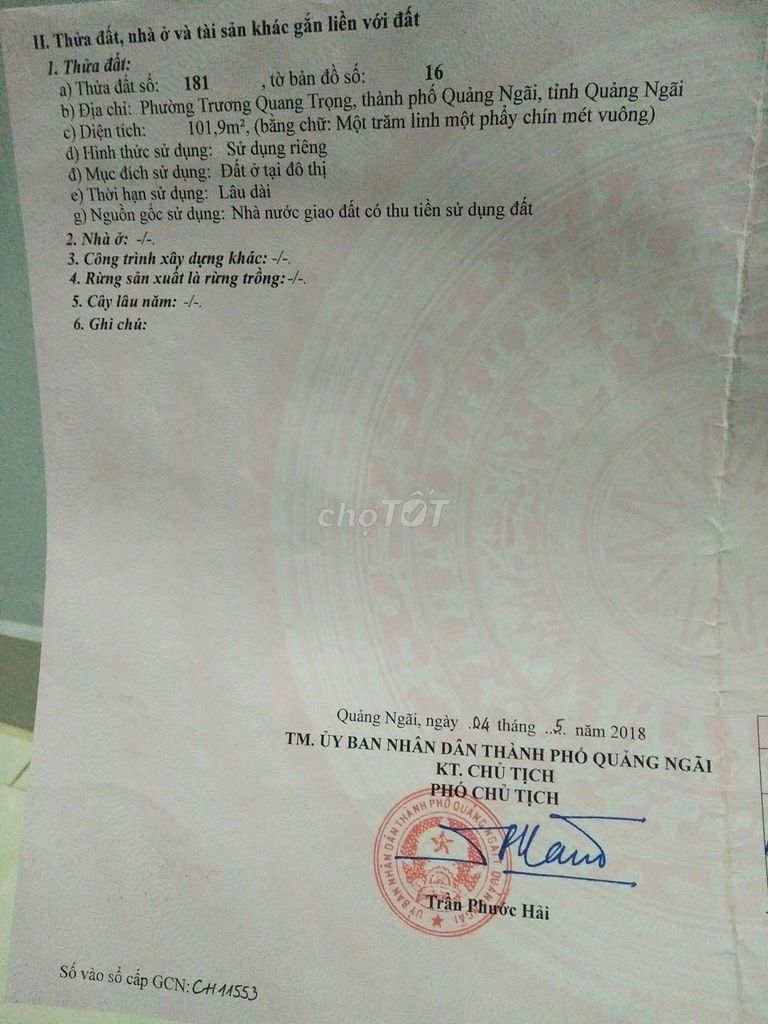 II. Thửa đất, nhà ở và tài sản khác gắn liền với đất
1. Thửa đất:
a) Thửa đất số: 181 , tờ bản đồ số: 16
b) Địa chỉ: Phường Trương Quang Trọng, thành phố Quảng Ngãi, tỉnh Quảng Ngãi
c) Diện tích: 101,9m², (bằng chữ: Một trăm linh một phẩy chín mét vuông)
d) Hình thức sử dụng: Sử dụng riêng
đ) Mục đích sử dụng: Đất ở tại đô thị
e) Thời hạn sử dụng: Lâu dài
g) Nguồn gốc sử dụng: Nhà nước giao đất có thu tiền sử dụng đất
2. Nhà ở: -/-.
3. Công trình xây dựng khác: -/-.
4. Rừng sản xuất là rừng trồng: -/-.
5. Cây lâu năm: -/-.
6. Ghi chú:
chợTỐT
Quảng Ngãi, ngày .04 tháng ..5. năm 2018
TM. ỦY BAN NHÂN DÂN THÀNH PHỐ QUẢNG NGÃI
KT. CHỦ TỊCH
PHÓ CHỦ TỊCH
ỦY BAN NHÂN DÂN THÀNH PHỐ QUẢNG NGÃI
QUẢNG NGÃI
Trần Phước Hải
Số vào sổ cấp GCN: CH 11553